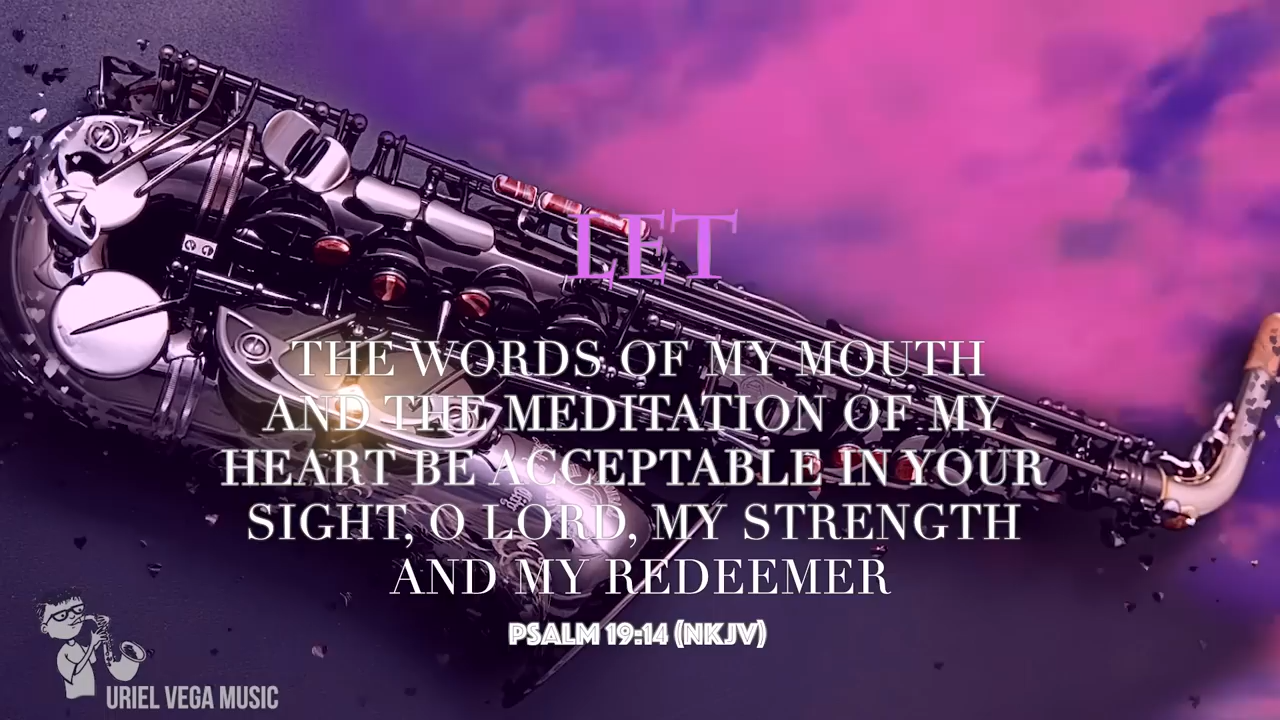 LET
THE WORDS OF MY MOUTH
AND THE MEDITATION OF MY
HEART BE ACCEPTABLE IN YOUR
SIGHT, O LORD, MY STRENGTH
AND MY REDEEMER
PSALM 19:14 (NKJV)
URIEL VEGA MUSIC